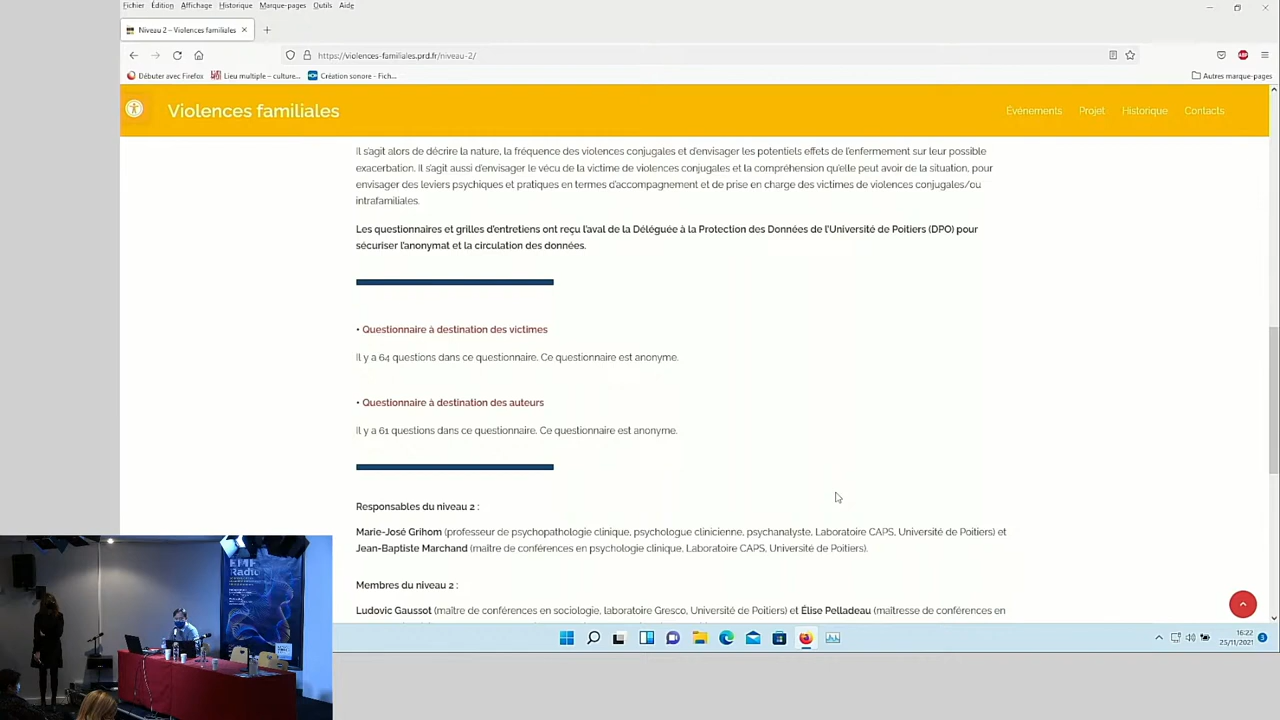 Fichier Édition Affichage Historique Marque-pages Outils Aide
Niveau 2 – Violences familiales
https://violences-familiales.prd.fr/niveau-2/
Débuter avec Firefox Lieu multiple – culture... Création sonore - Fich... Autres marque-pages
Violences familiales Événements Projet Historique Contacts
Il s'agit alors de décrire la nature, la fréquence des violences conjugales et d'envisager les potentiels effets de l'enfermement sur leur possible
exacerbation. Il s'agit aussi d'envisager le vécu de la victime de violences conjugales et la compréhension qu'elle peut avoir de la situation, pour
envisager des leviers psychiques et pratiques en termes d'accompagnement et de prise en charge des victimes de violences conjugales/ou
intrafamiliales.
Les questionnaires et grilles d'entretiens ont reçu l'aval de la Déléguée à la Protection des Données de l'Université de Poitiers (DPO) pour
sécuriser l'anonymat et la circulation des données.
• Questionnaire à destination des victimes
Il y a 64 questions dans ce questionnaire. Ce questionnaire est anonyme.
• Questionnaire à destination des auteurs
Il y a 61 questions dans ce questionnaire. Ce questionnaire est anonyme.
Responsables du niveau 2 :
Marie-José Grihom (professeur de psychopathologie clinique, psychologue clinicienne, psychanalyste, Laboratoire CAPS, Université de Poitiers) et
Jean-Baptiste Marchand (maître de conférences en psychologie clinique, Laboratoire CAPS, Université de Poitiers).
Membres du niveau 2 :
Ludovic Gaussot (maître de conférences en sociologie, laboratoire Gresco, Université de Poitiers) et Élise Pelladeau (maîtresse de conférences en
EMF
Radio
16:22
25/11/2021
3